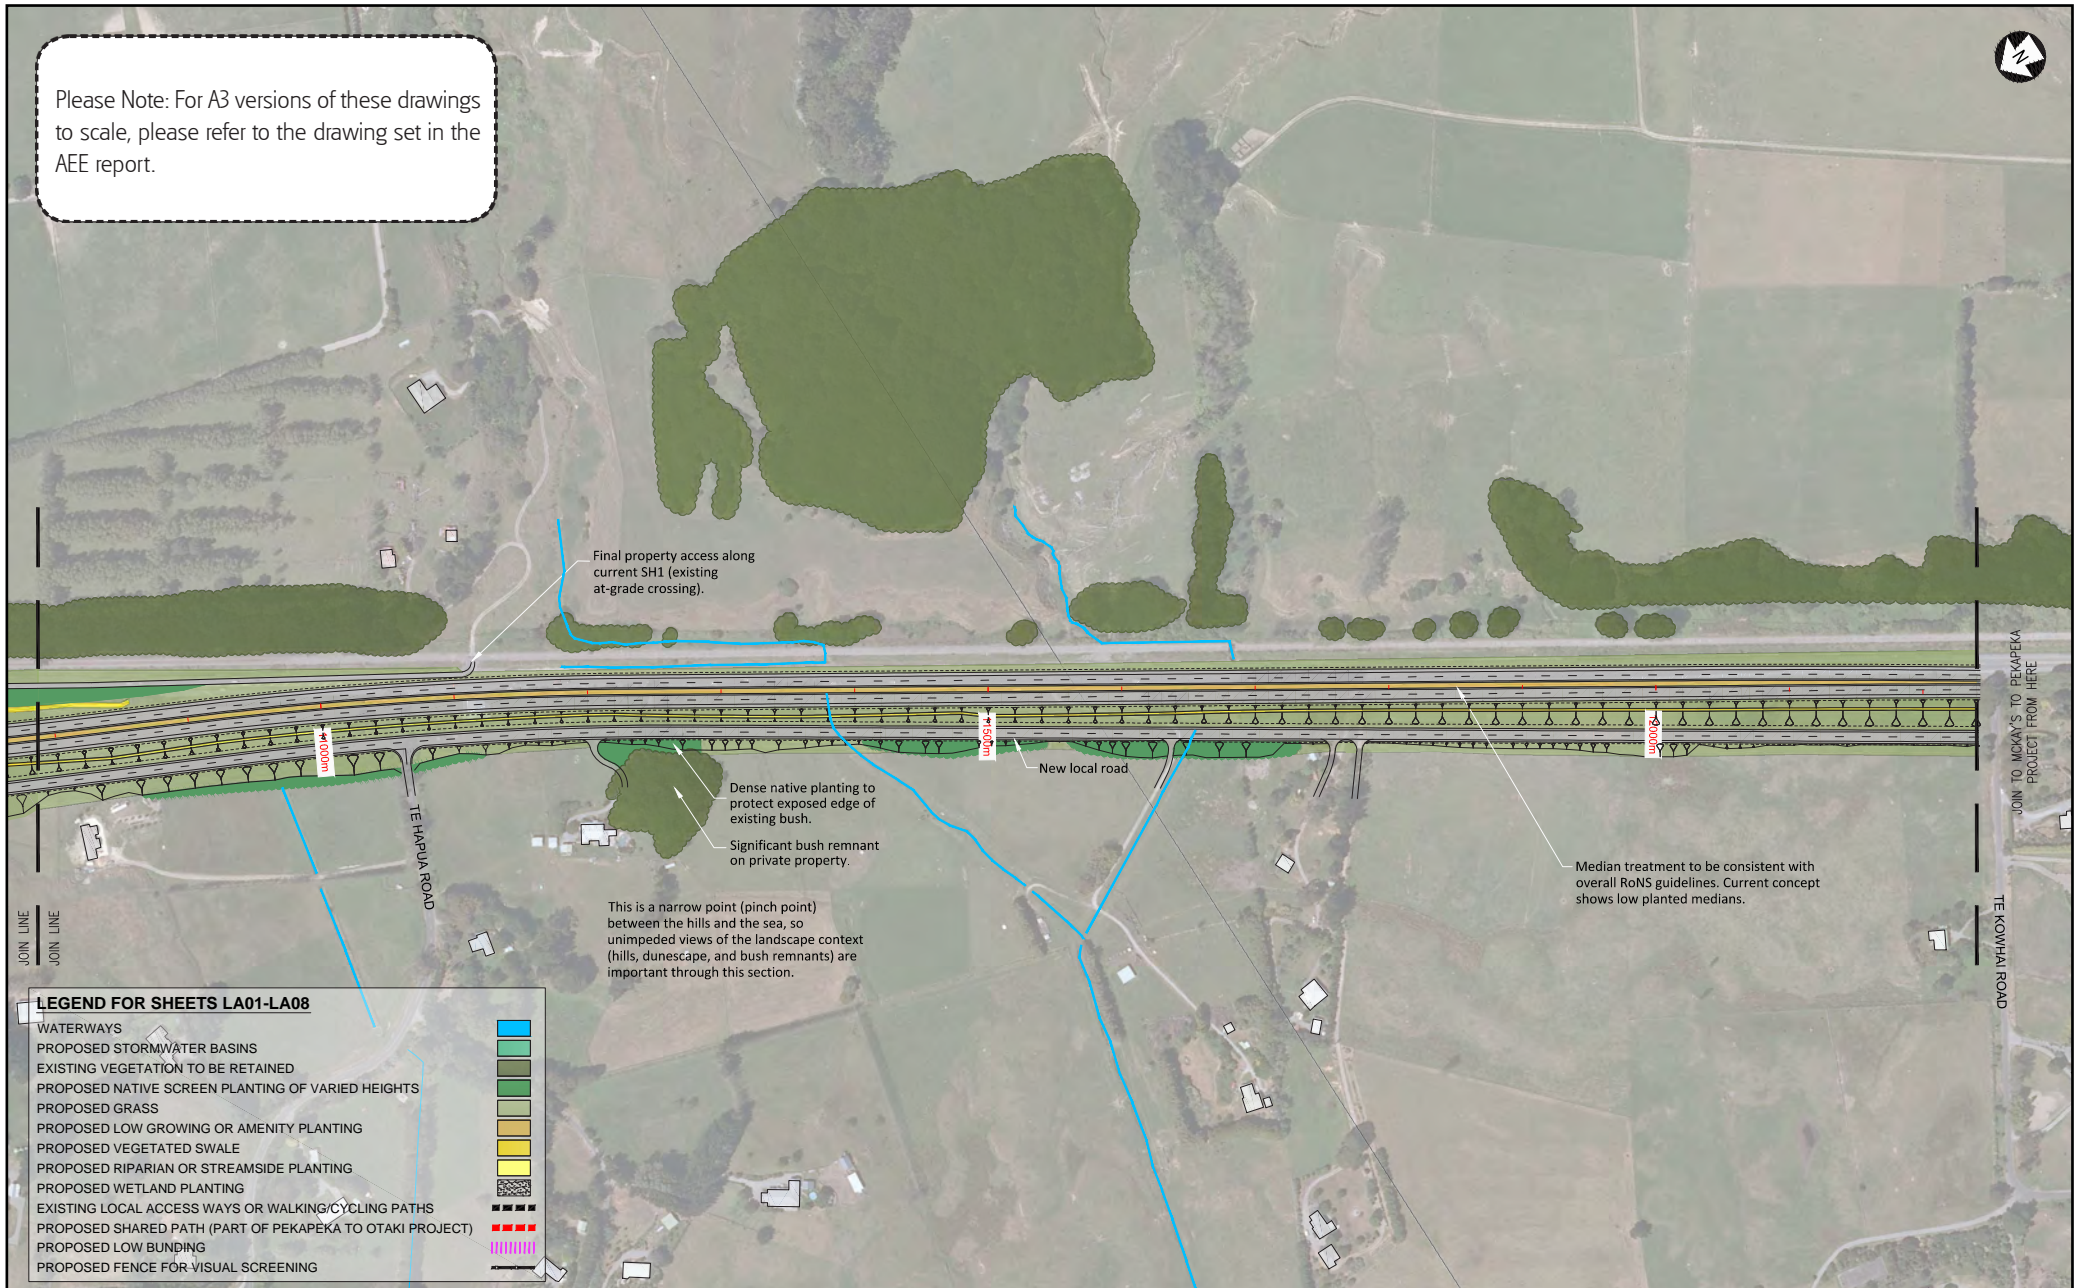 Please Note: For A3 versions of these drawings
to scale, please refer to the drawing set in the
AEE report.
N
Final property access along
current SH1 (existing
at-grade crossing).
11000m
11500m
12000m
New local road
Dense native planting to
protect exposed edge of
existing bush.
Significant bush remnant
on private property.
TE HAPUA ROAD
This is a narrow point (pinch point)
between the hills and the sea, so
unimpeded views of the landscape context
(hills, dunescape, and bush remnants) are
important through this section.
Median treatment to be consistent with
overall RoNS guidelines. Current concept
shows low planted medians.
JOIN TO MCKAY'S TO PEKAPEKA
PROJECT FROM HERE
TE KOWHAI ROAD
JOIN LINE
JOIN LINE
LEGEND FOR SHEETS LA01-LA08
WATERWAYS
PROPOSED STORMWATER BASINS
EXISTING VEGETATION TO BE RETAINED
PROPOSED NATIVE SCREEN PLANTING OF VARIED HEIGHTS
PROPOSED GRASS
PROPOSED LOW GROWING OR AMENITY PLANTING
PROPOSED VEGETATED SWALE
PROPOSED RIPARIAN OR STREAMSIDE PLANTING
PROPOSED WETLAND PLANTING
EXISTING LOCAL ACCESS WAYS OR WALKING/CYCLING PATHS
PROPOSED SHARED PATH (PART OF PEKAPEKA TO OTAKI PROJECT)
PROPOSED LOW BUNDING
PROPOSED FENCE FOR VISUAL SCREENING